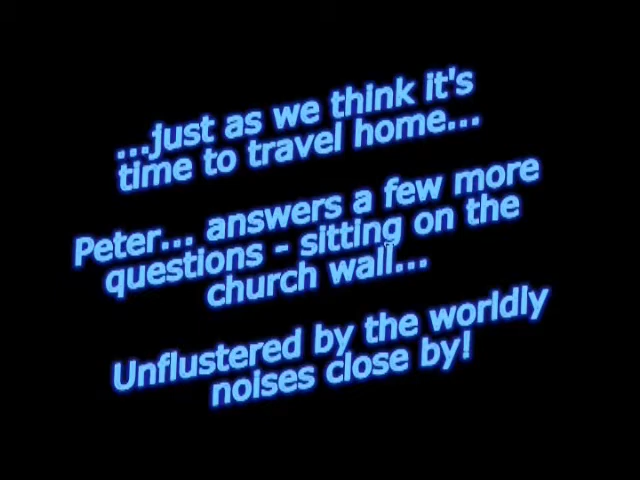 ...just as we think it's
time to travel home...
Peter... answers a few more
questions - sitting on the
church wall...
Unflustered by the worldly
noises close by!